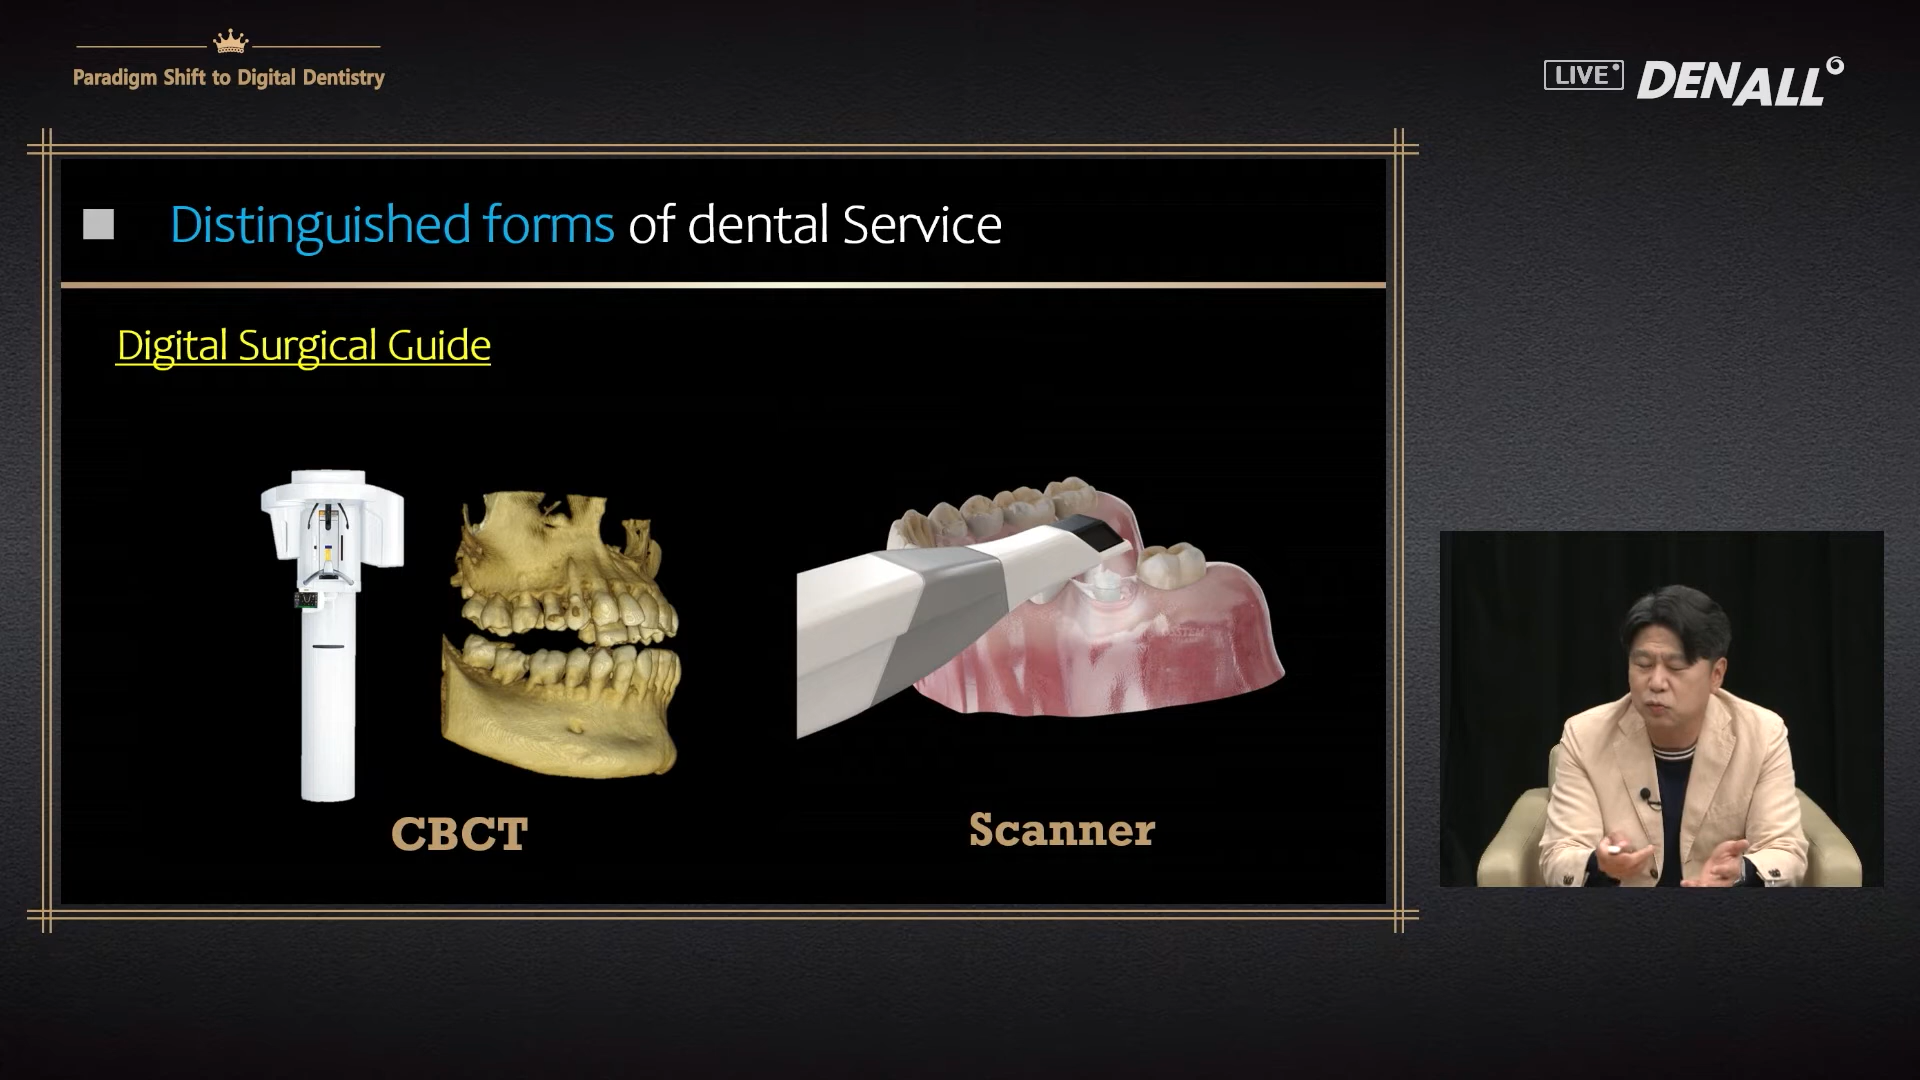 Paradigm Shift to Digital Dentistry
LIVE DENALL
Distinguished forms of dental Service
Digital Surgical Guide
CBCT
Scanner